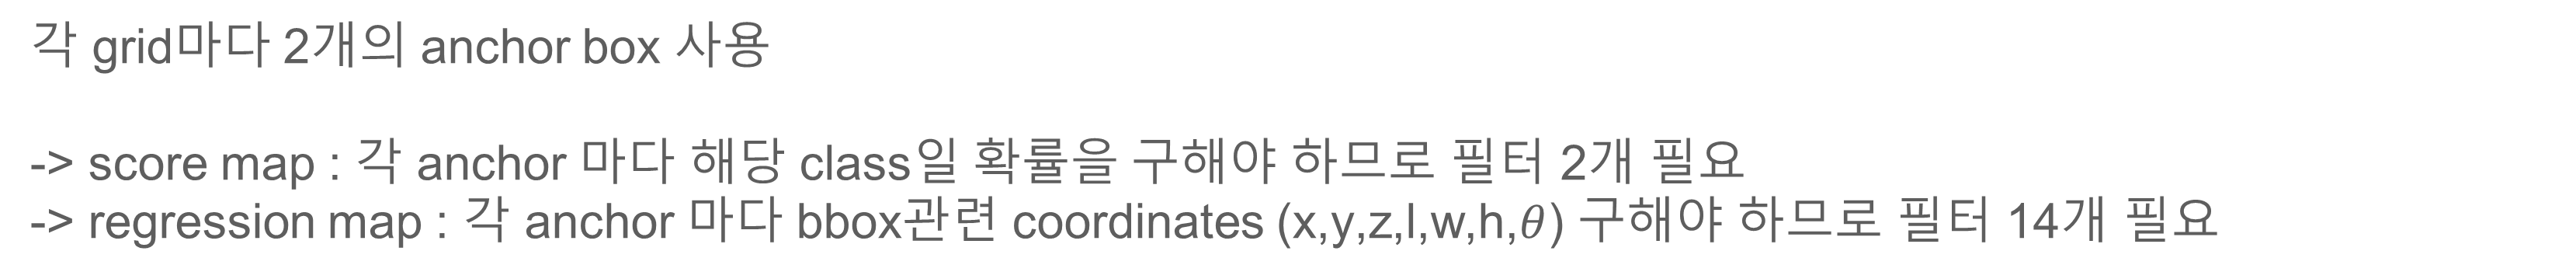 각 grid마다 2개의 anchor box 사용
-> score map : 각 anchor 마다 해당 class일 확률을 구해야 하므로 필터 2개 필요
-> regression map : 각 anchor 마다 bbox관련 coordinates (x,y,z,l,w,h,θ) 구해야 하므로 필터 14개 필요